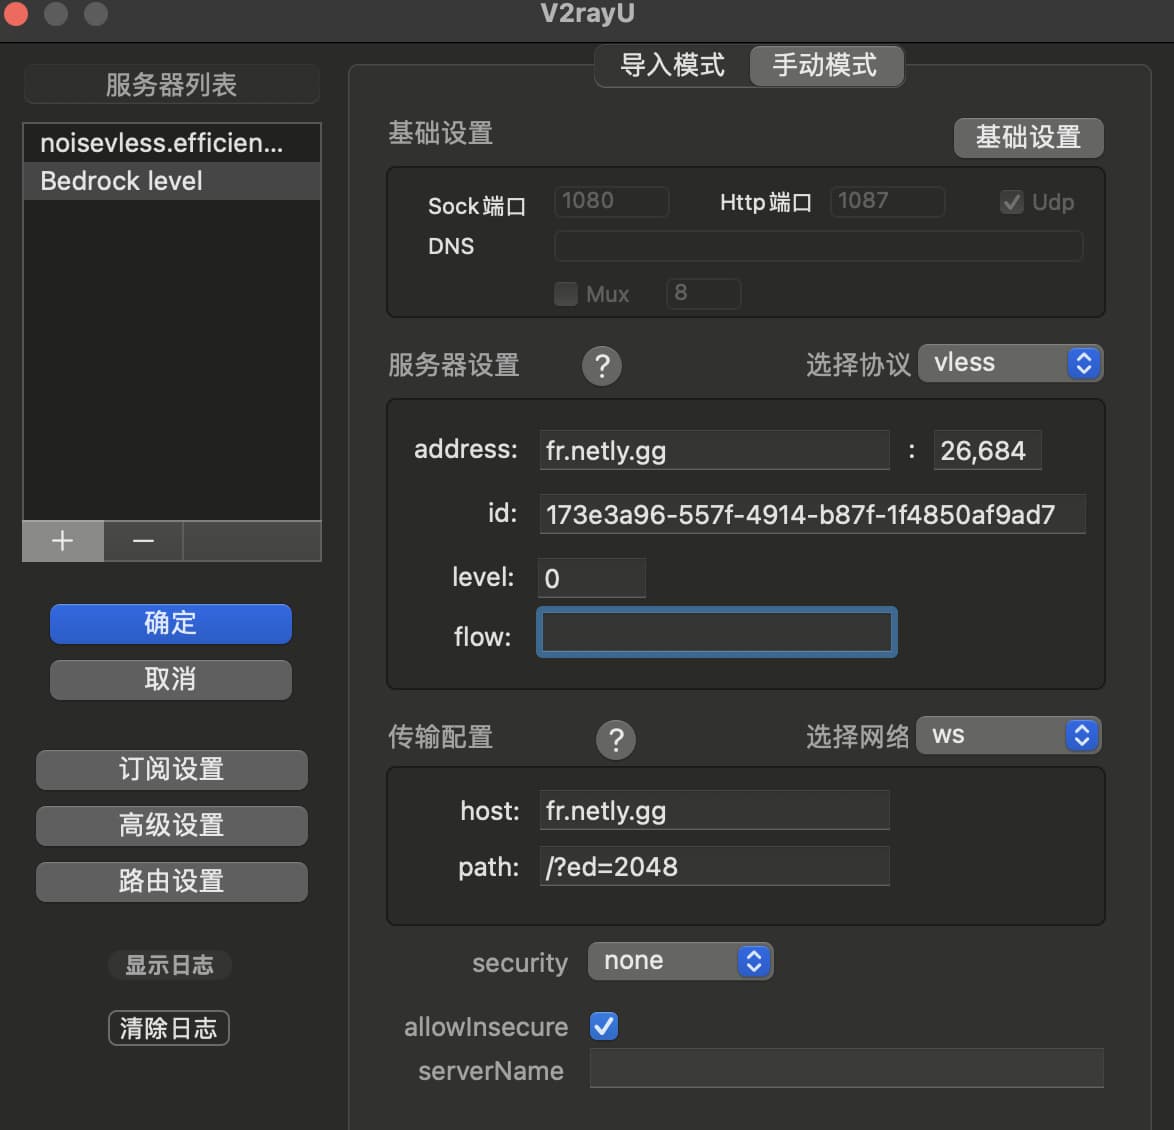 V2rayU
导入模式 手动模式
服务器列表
noisevless.efficien...
Bedrock level
+ −
确定
取消
订阅设置
高级设置
路由设置
显示日志
清除日志
基础设置 基础设置
Sock端口 1080 Http端口 1087 Udp
DNS
Mux 8
服务器设置 ? 选择协议 vless
address: fr.netly.gg : 26,684
id: 173e3a96-557f-4914-b87f-1f4850af9ad7
level: 0
flow:
传输配置 ? 选择网络 ws
host: fr.netly.gg
path: /?ed=2048
security none
allowInsecure
serverName